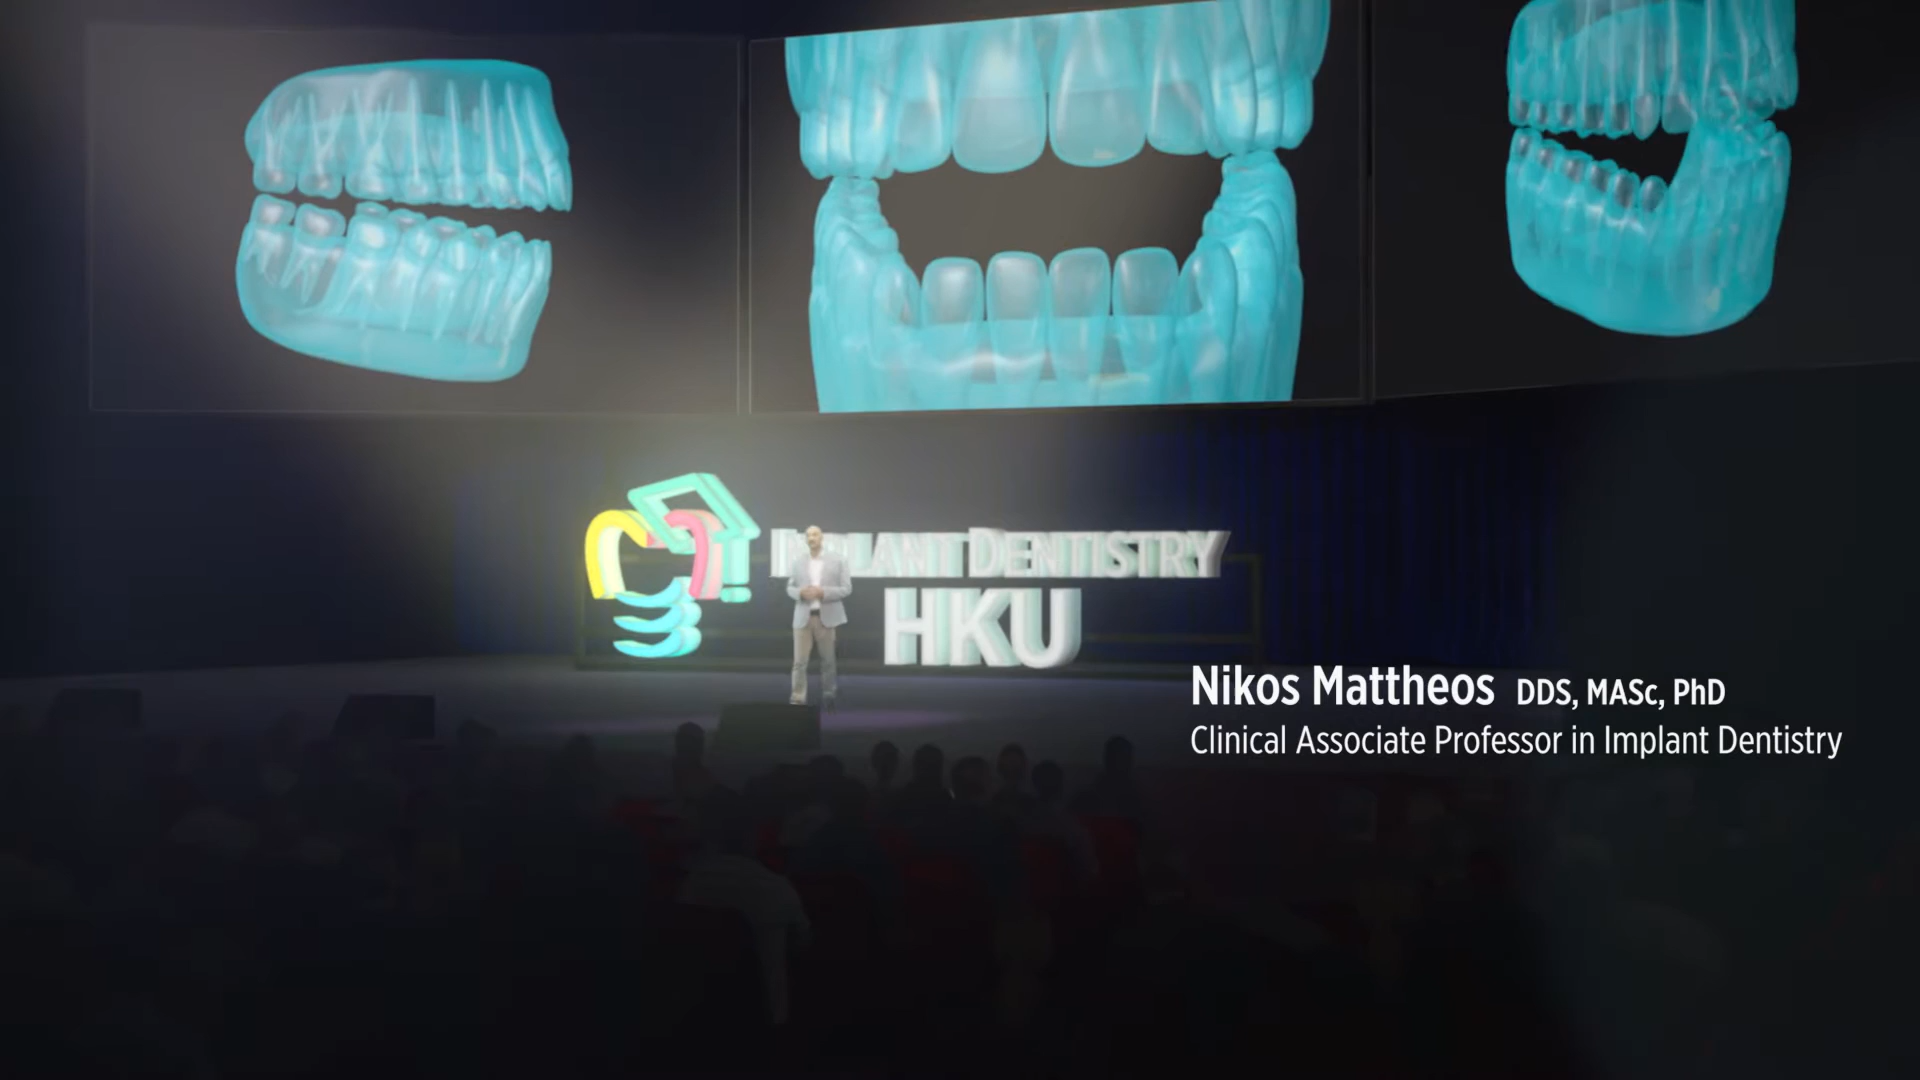 IMPLANT DENTISTRY
HKU
Nikos Mattheos DDS, MASc, PhD
Clinical Associate Professor in Implant Dentistry